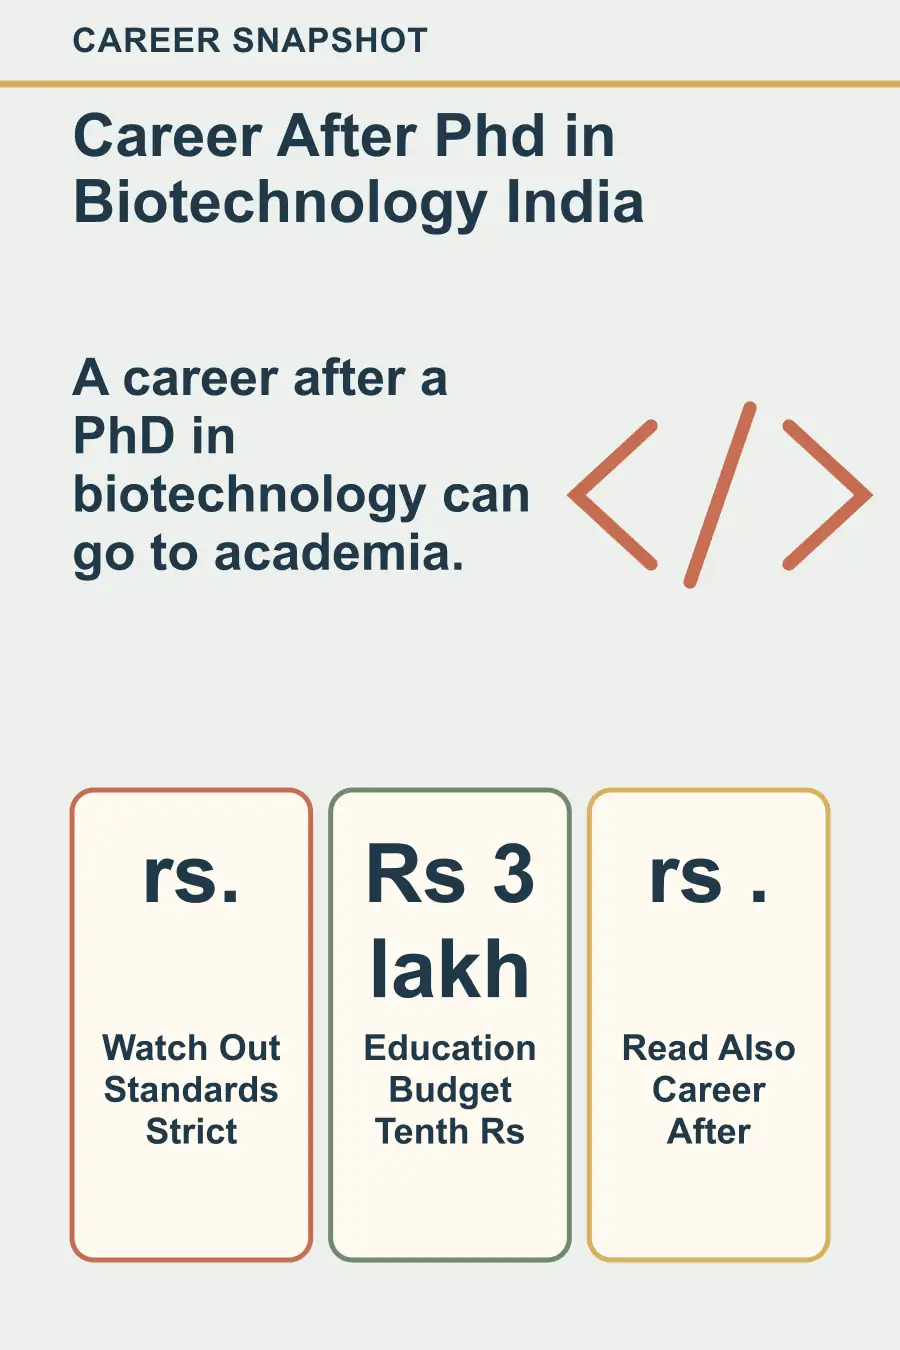 CAREER SNAPSHOT
Career After Phd in
Biotechnology India
A career after a
PhD in
biotechnology can
go to academia.
rs.
Watch Out
Standards
Strict
Rs 3
lakh
Education
Budget
Tenth Rs
rs .
Read Also
Career
After